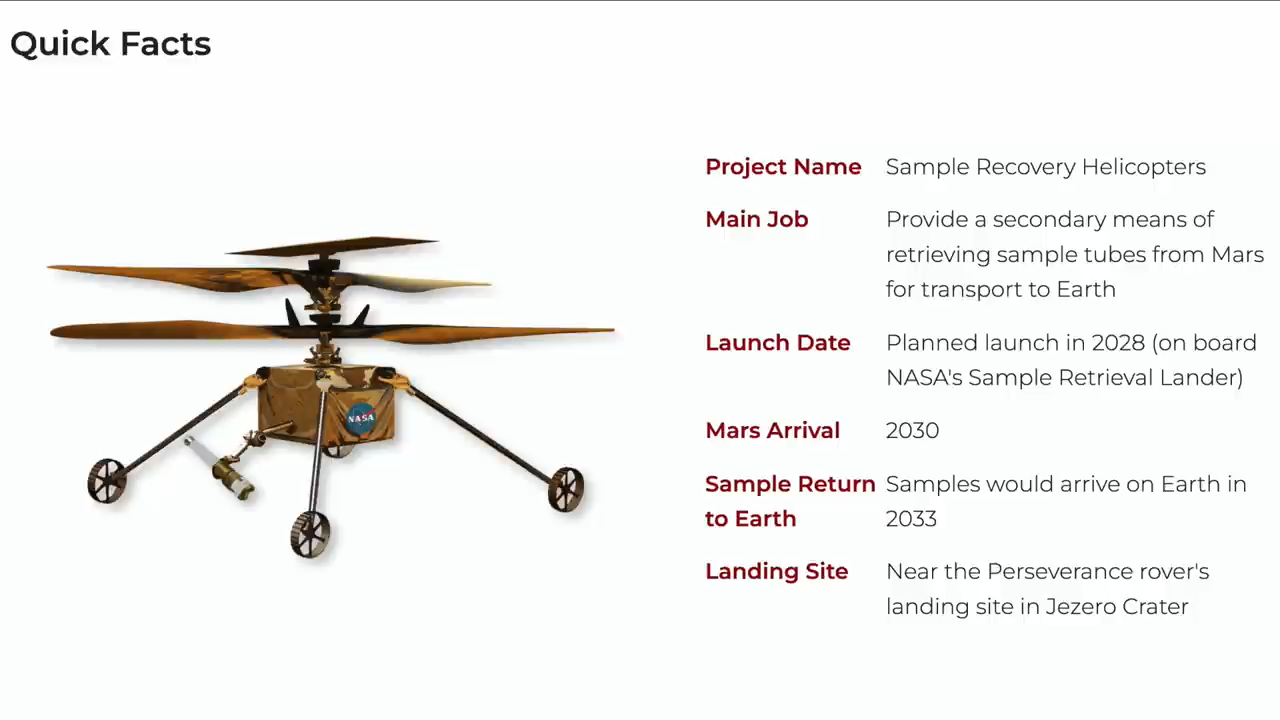 Quick Facts
Project Name Sample Recovery Helicopters
Main Job Provide a secondary means of
retrieving sample tubes from Mars
for transport to Earth
Launch Date Planned launch in 2028 (on board
NASA's Sample Retrieval Lander)
Mars Arrival 2030
Sample Return Samples would arrive on Earth in
to Earth 2033
Landing Site Near the Perseverance rover's
landing site in Jezero Crater
NASA